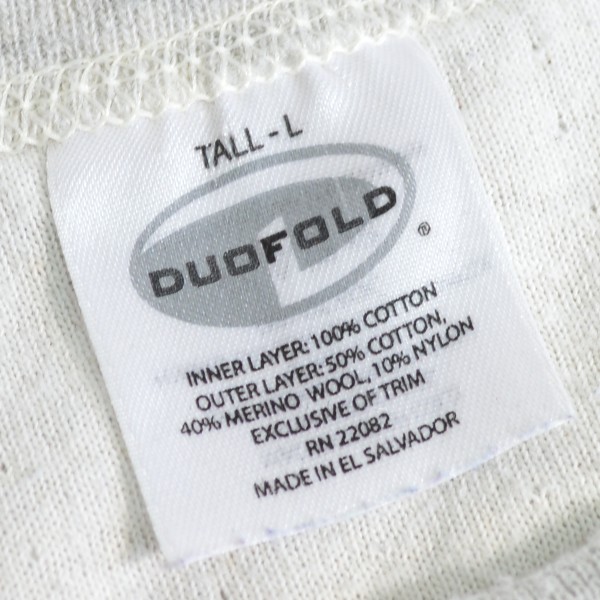 TALL - L
DUOFOLD ®
INNER LAYER: 100% COTTON
OUTER LAYER: 50% COTTON,
40% MERINO WOOL, 10% NYLON
EXCLUSIVE OF TRIM
RN 22082
MADE IN EL SALVADOR